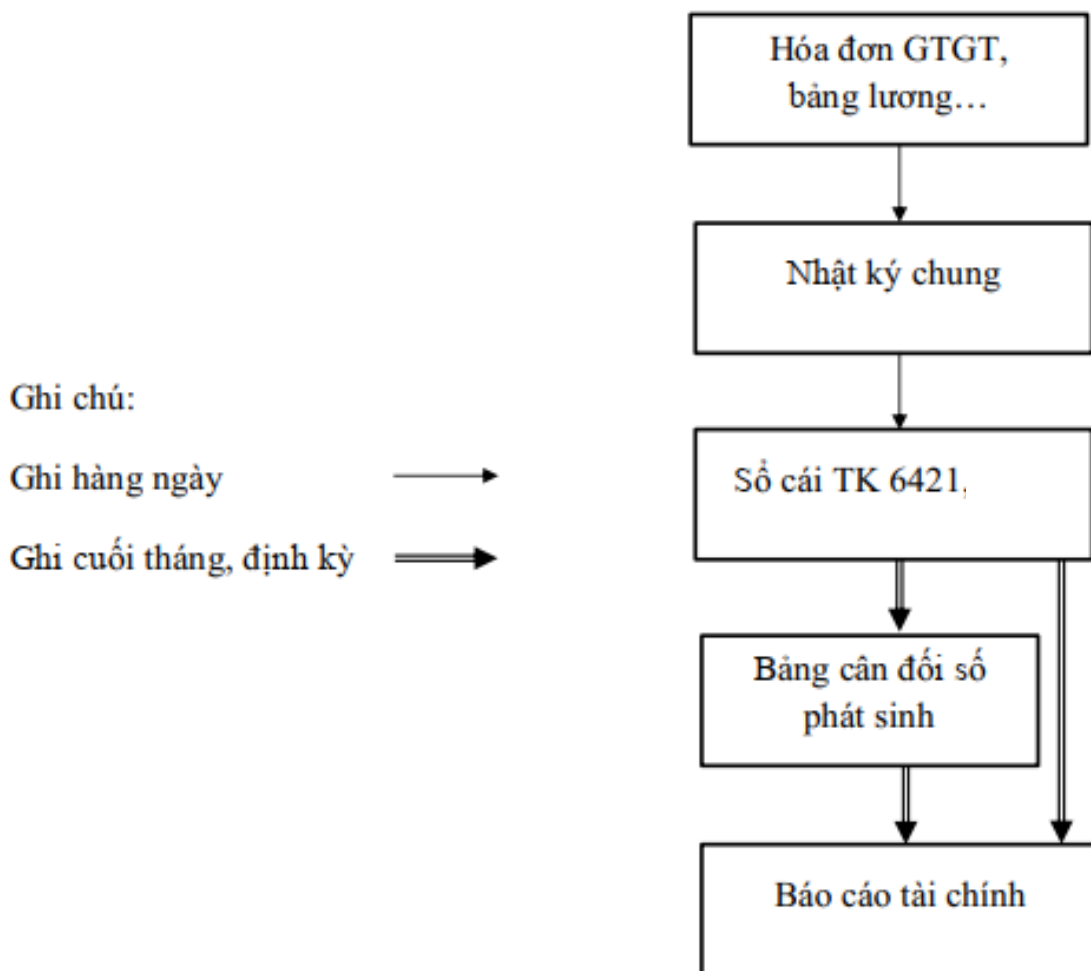 Hóa đơn GTGT,
bảng lương…
Nhật ký chung
Ghi chú:
Ghi hàng ngày
Sổ cái TK 6421,
Ghi cuối tháng, định kỳ
Bảng cân đối số
phát sinh
Báo cáo tài chính